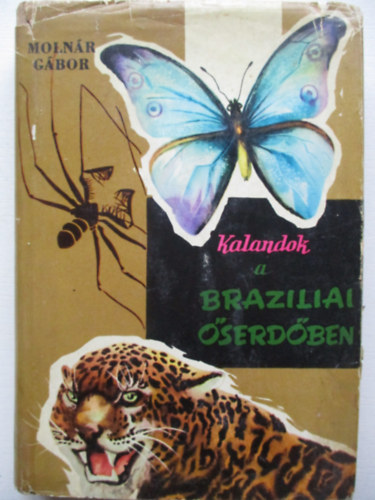 MOLNÁR
GÁBOR
Kalandok
a
BRAZILIAI
ŐSERDŐBEN